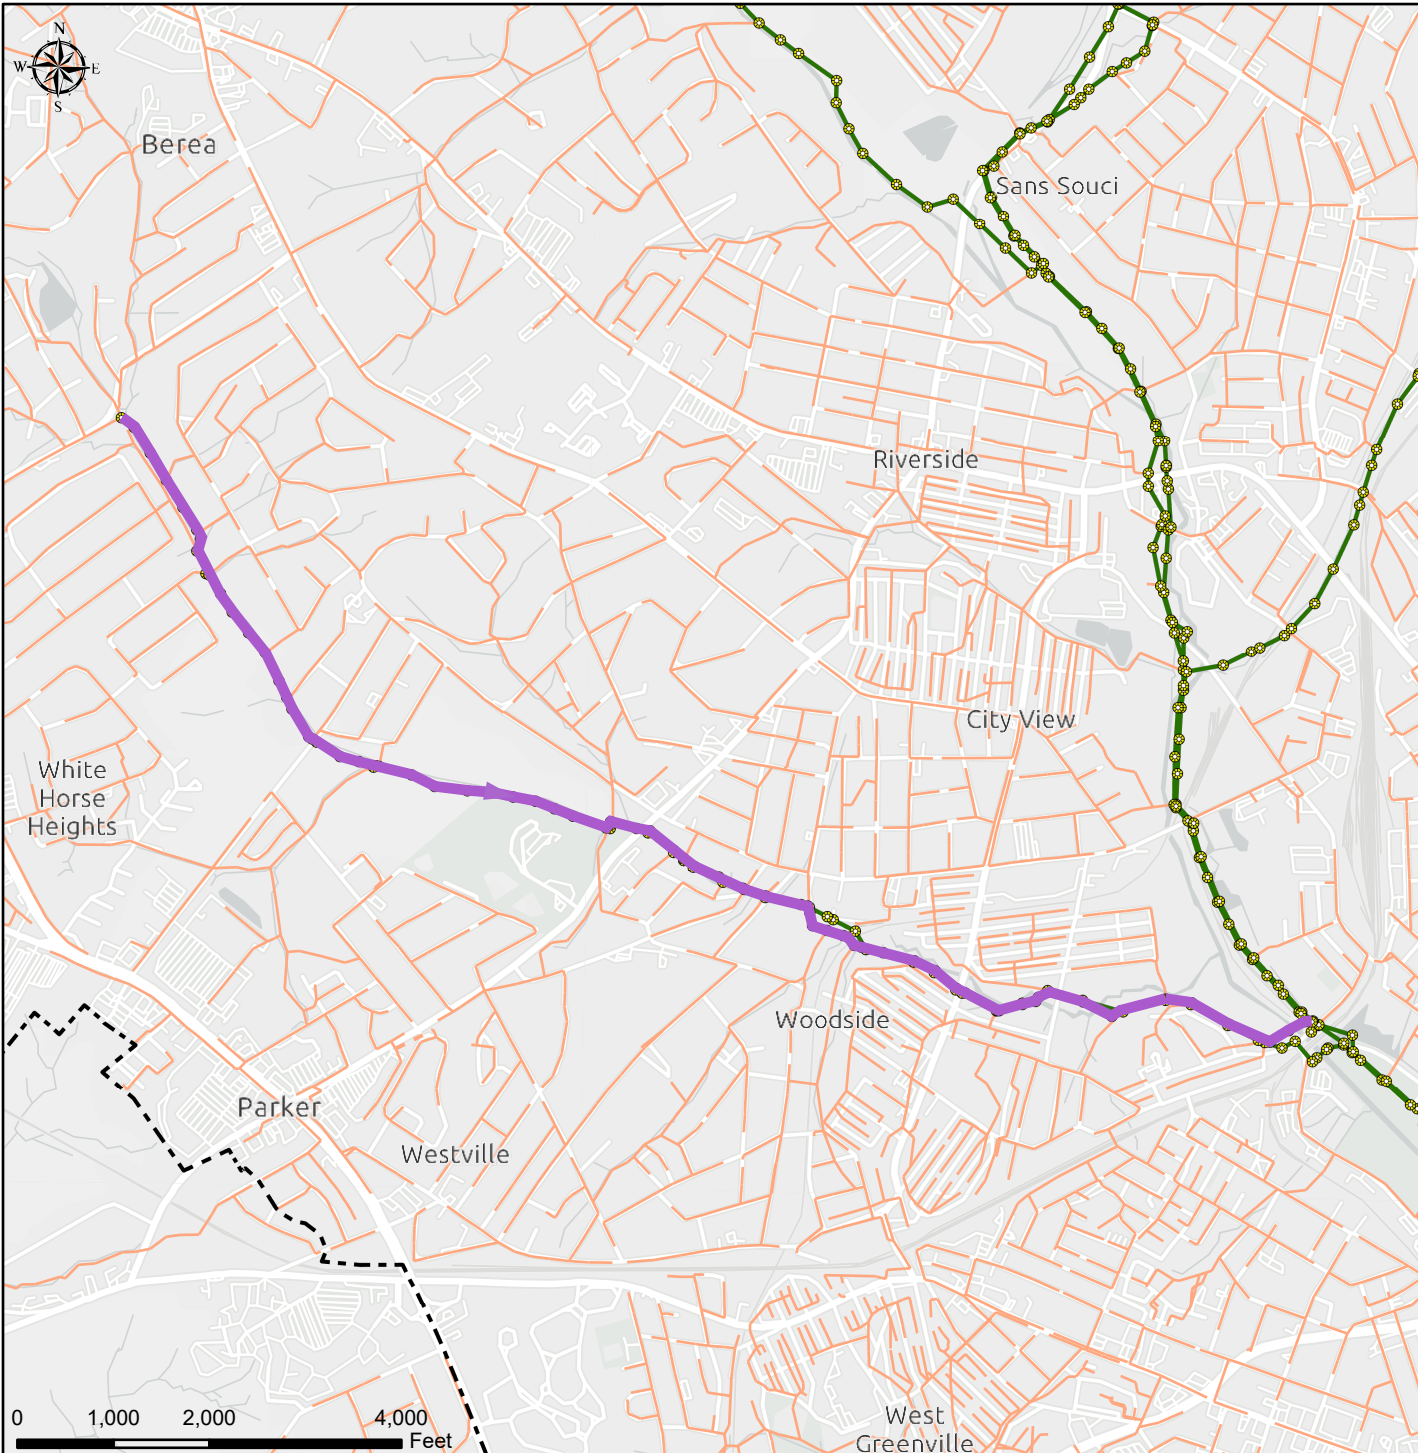 N
W E
S
Berea
Sans Souci
Riverside
City View
White
Horse
Heights
Woodside
Parker
Westville
West
Greenville
0 1,000 2,000 4,000
Feet